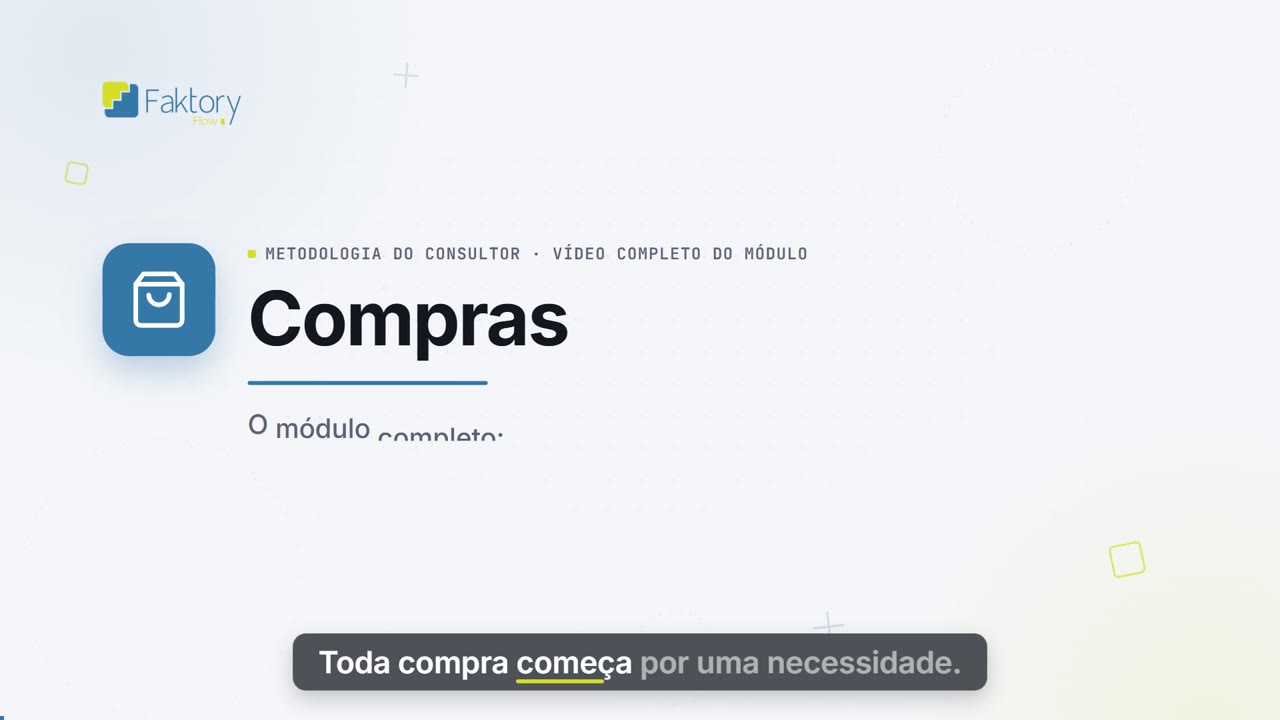 Faktory
Flow
METODOLOGIA DO CONSULTOR · VÍDEO COMPLETO DO MÓDULO
Compras
O módulo completo:
Toda compra começa por uma necessidade.